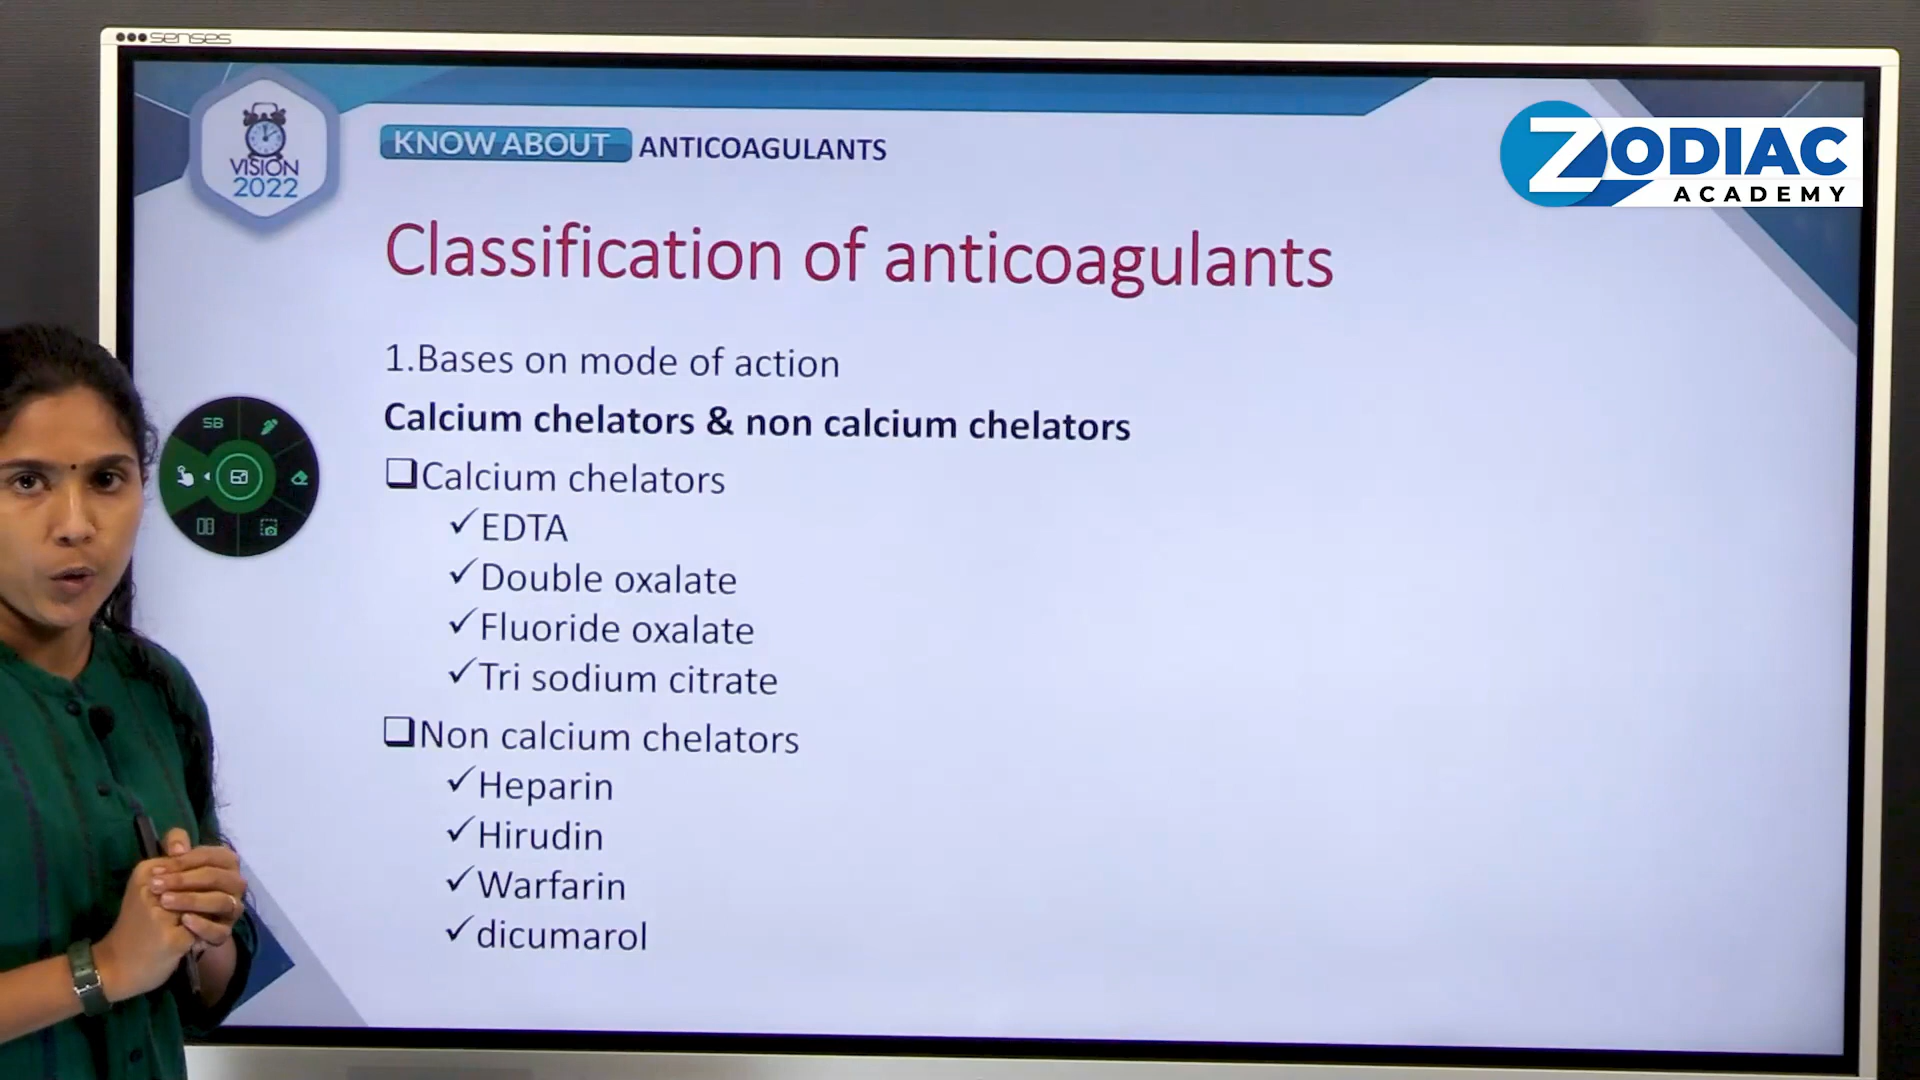 senses
VISION
2022
KNOW ABOUT ANTICOAGULANTS
ZODIAC
ACADEMY
Classification of anticoagulants
1.Bases on mode of action
Calcium chelators & non calcium chelators
❑Calcium chelators
✓EDTA
✓Double oxalate
✓Fluoride oxalate
✓Tri sodium citrate
❑Non calcium chelators
✓Heparin
✓Hirudin
✓Warfarin
✓dicumarol
SB